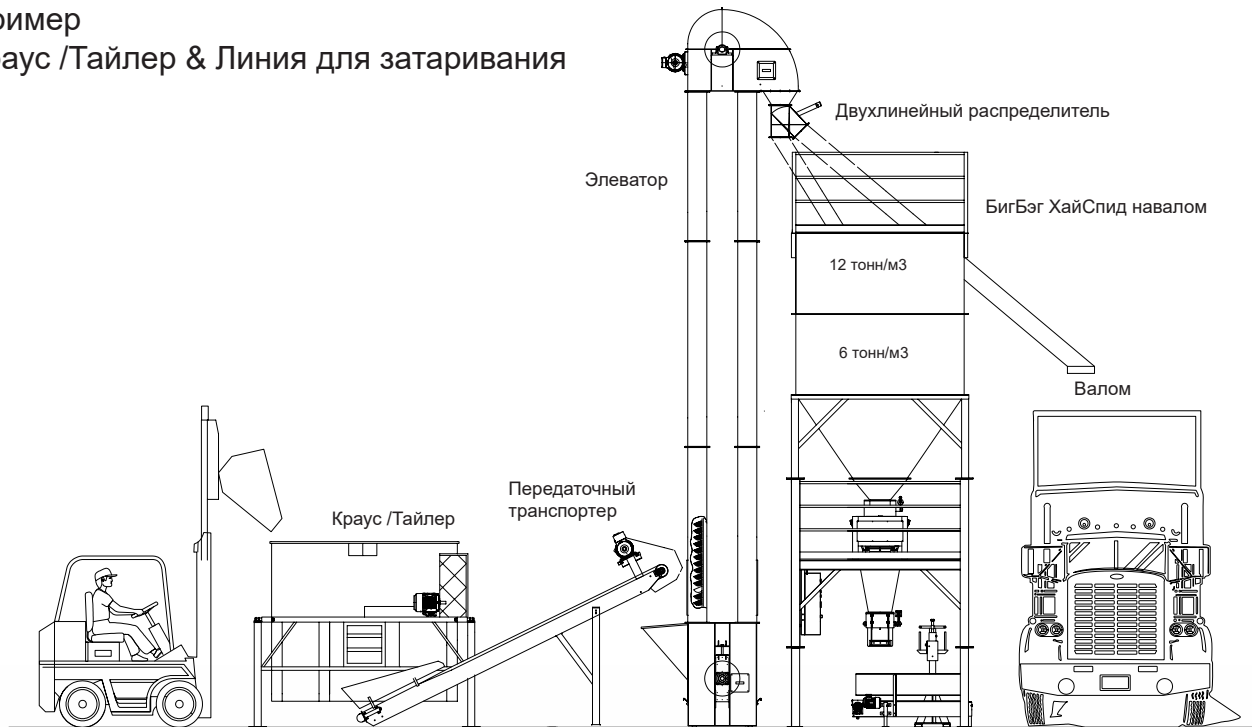 ример
аус /Тайлер & Линия для затаривания
Двухлинейный распределитель
Элеватор
БигБэг ХайСпид навалом
12 тонн/м3
6 тонн/м3
Валом
Передаточный
транспортер
Краус /Тайлер